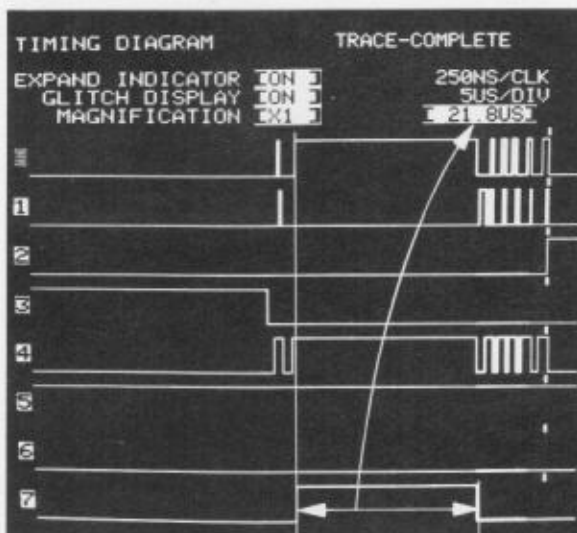 TIMING DIAGRAM TRACE-COMPLETE
EXPAND INDICATOR [ON ] 250NS/CLK
GLITCH DISPLAY [ON ] 5US/DIV
MAGNIFICATION [X1 ] [ 21.8US]
1
2
3
4
5
6
7